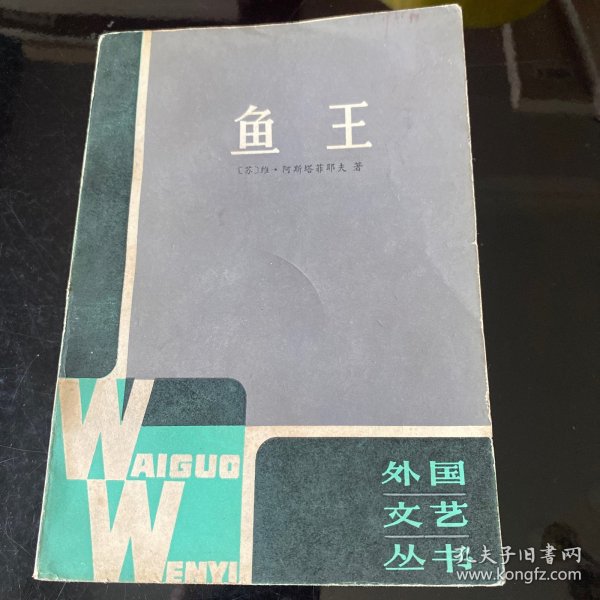 鱼 王
〔苏〕维·阿斯塔菲耶夫 著
WAIGUO
WENYI
外国
文艺
丛书
孔夫子旧书网
www.kongfz.com